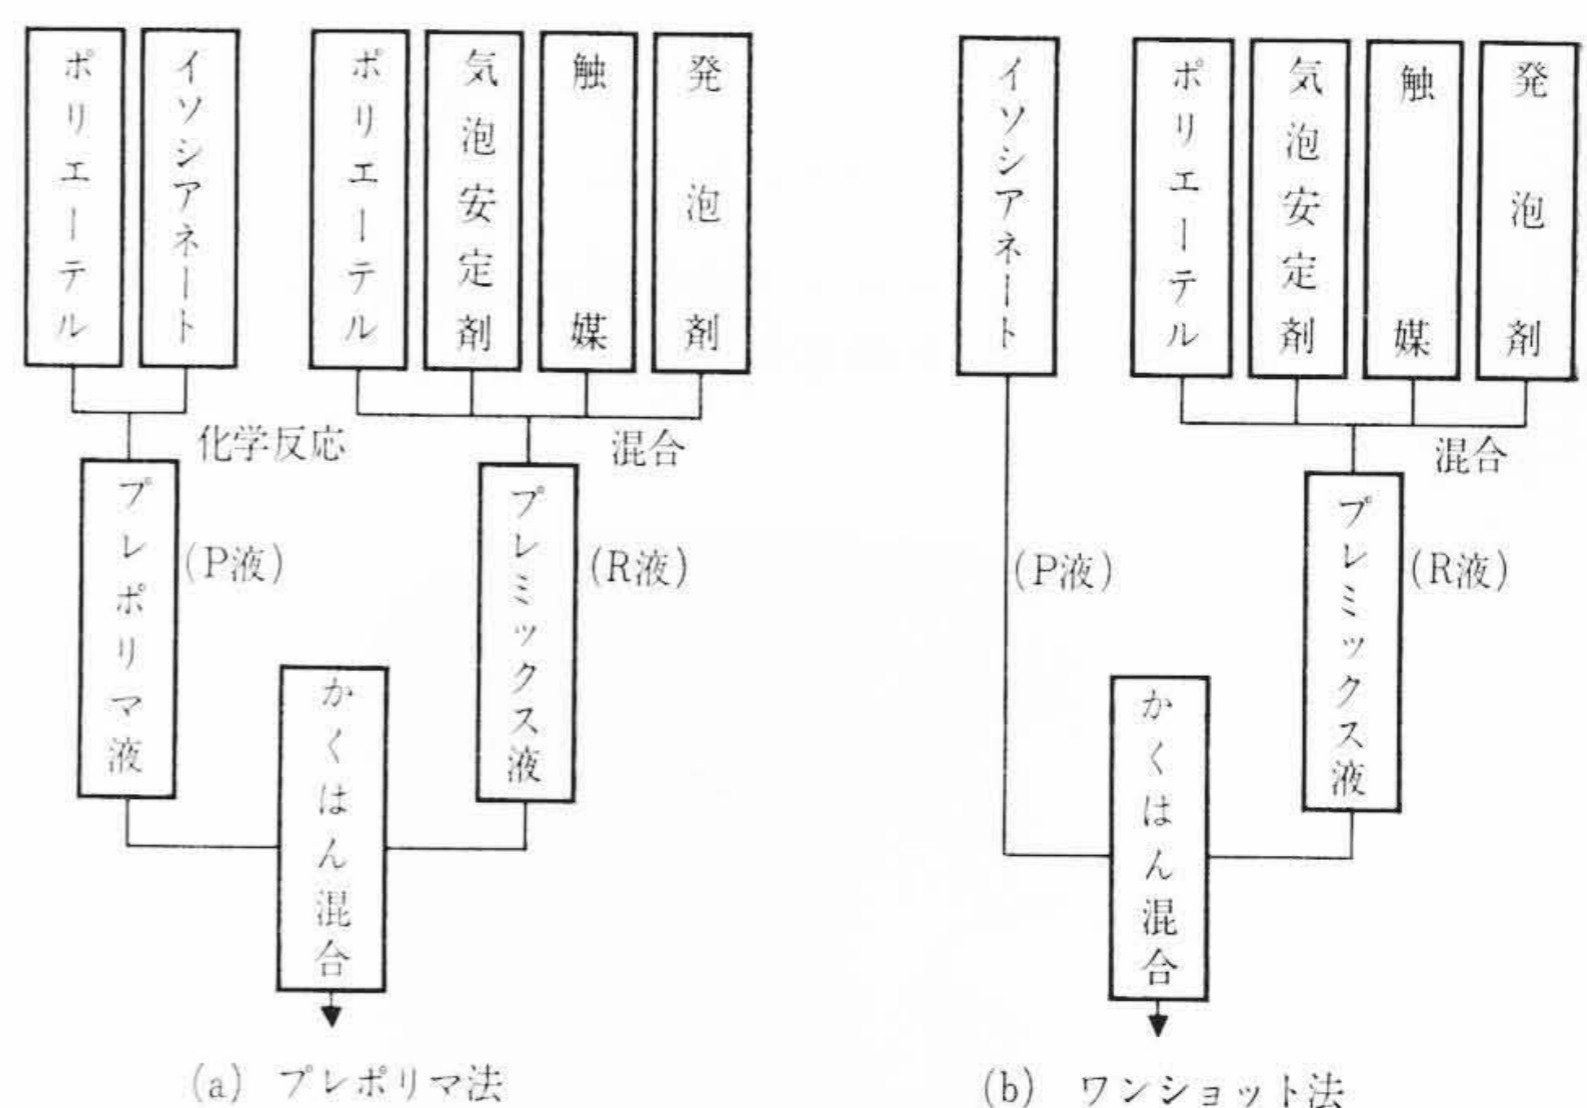 ポリエーテル
イソシアネート
ポリエーテル
気泡安定剤
触媒
発泡剤
化学反応
混合
プレポリマ液
(P液)
プレミックス液
(R液)
かくはん混合
(a) プレポリマ法
イソシアネート
ポリエーテル
気泡安定剤
触媒
発泡剤
混合
(P液)
プレミックス液
(R液)
かくはん混合
(b) ワンショット法